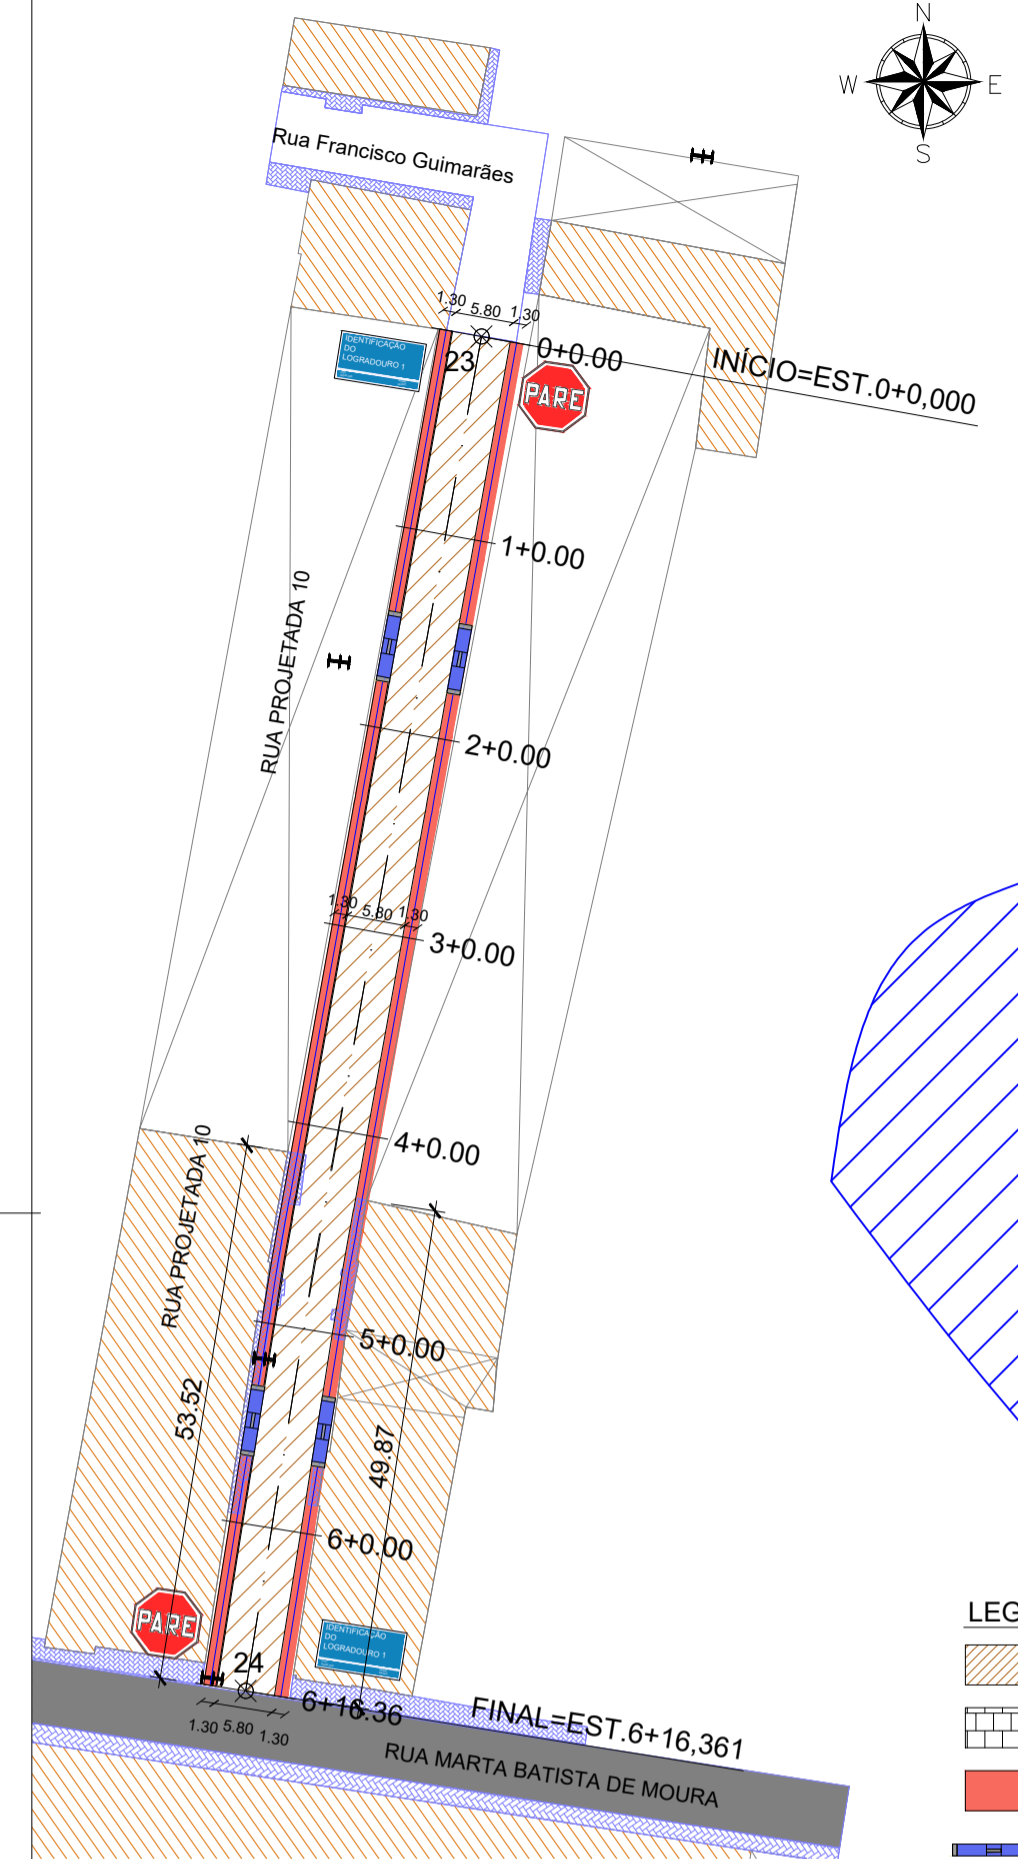 N
W
E
S
Rua Francisco Guimarães
1.30 5.80 1.30
IDENTIFICAÇÃO
DO
LOGRADOURO 1
23
0+0.00
PARE
INÍCIO=EST.0+0,000
1+0.00
RUA PROJETADA 10
2+0.00
1.30 5.80 1.30
3+0.00
4+0.00
RUA PROJETADA 10
5+0.00
53.52
49.87
6+0.00
PARE
IDENTIFICAÇÃO
DO
LOGRADOURO 1
24
6+16.36
FINAL=EST.6+16,361
1.30 5.80 1.30
RUA MARTA BATISTA DE MOURA
LEG